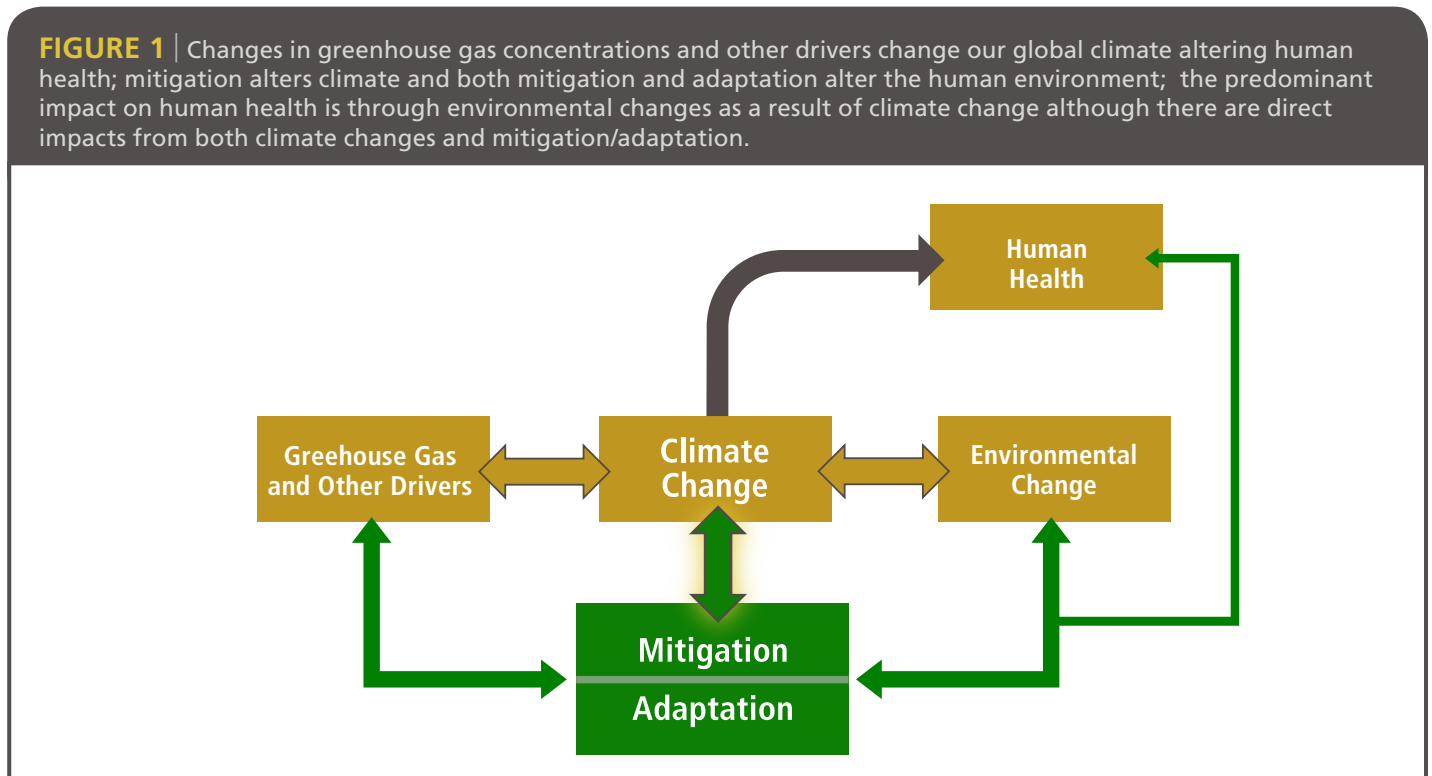 FIGURE 1 | Changes in greenhouse gas concentrations and other drivers change our global climate altering human
health; mitigation alters climate and both mitigation and adaptation alter the human environment; the predominant
impact on human health is through environmental changes as a result of climate change although there are direct
impacts from both climate changes and mitigation/adaptation.
Human
Health
Greehouse Gas
and Other Drivers
Climate
Change
Environmental
Change
Mitigation
Adaptation